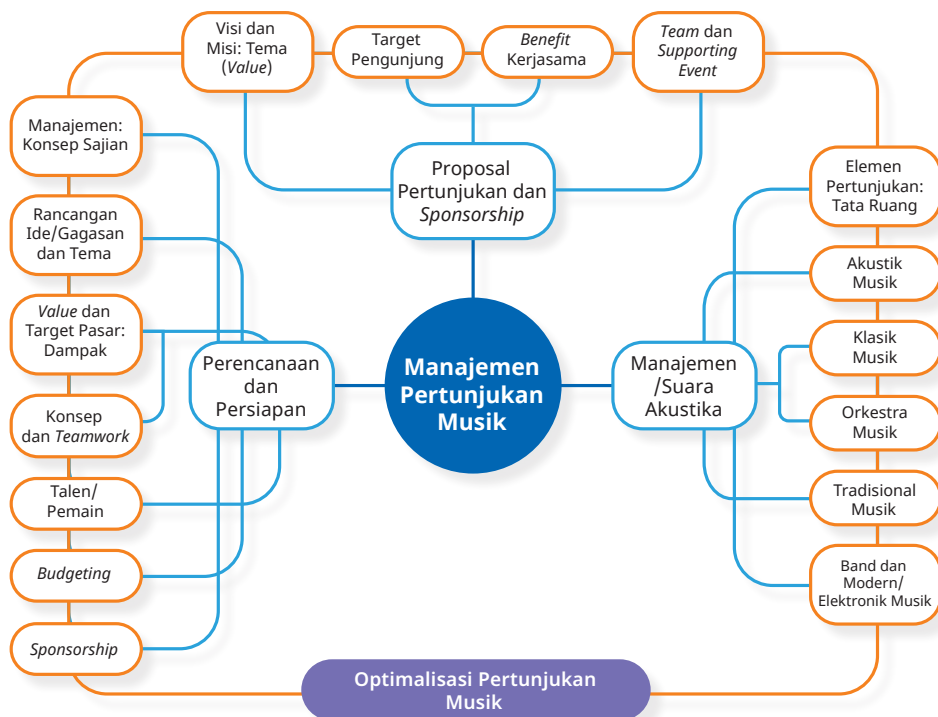 Visi dan
Misi: Tema
(Value)
Target
Pengunjung
Benefit
Kerjasama
Team dan
Supporting
Event
Manajemen:
Konsep Sajian
Rancangan
Ide/Gagasan
dan Tema
Value dan
Target Pasar:
Dampak
Konsep
dan Teamwork
Talen/
Pemain
Budgeting
Sponsorship
Proposal
Pertunjukan dan
Sponsorship
Perencanaan
dan
Persiapan
Manajemen
Pertunjukan
Musik
Manajemen
/Suara
Akustika
Elemen
Pertunjukan:
Tata Ruang
Akustik
Musik
Klasik
Musik
Orkestra
Musik
Tradisional
Musik
Band dan
Modern/
Elektronik Musik
Optimalisasi Pertunjukan
Musik